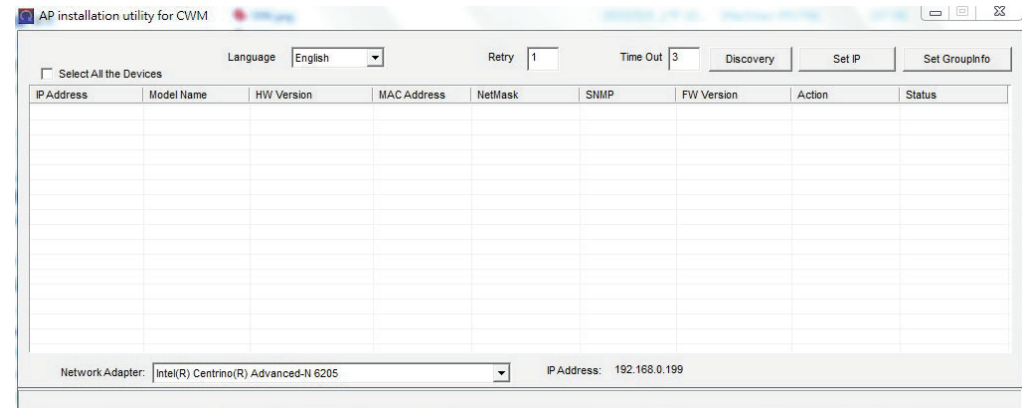 AP installation utility for CWM
Language English Retry 1 Time Out 3 Discovery Set IP Set GroupInfo
Select All the Devices
IP Address Model Name HW Version MAC Address NetMask SNMP FW Version Action Status
Network Adapter: Intel(R) Centrino(R) Advanced-N 6205 IP Address: 192.168.0.199